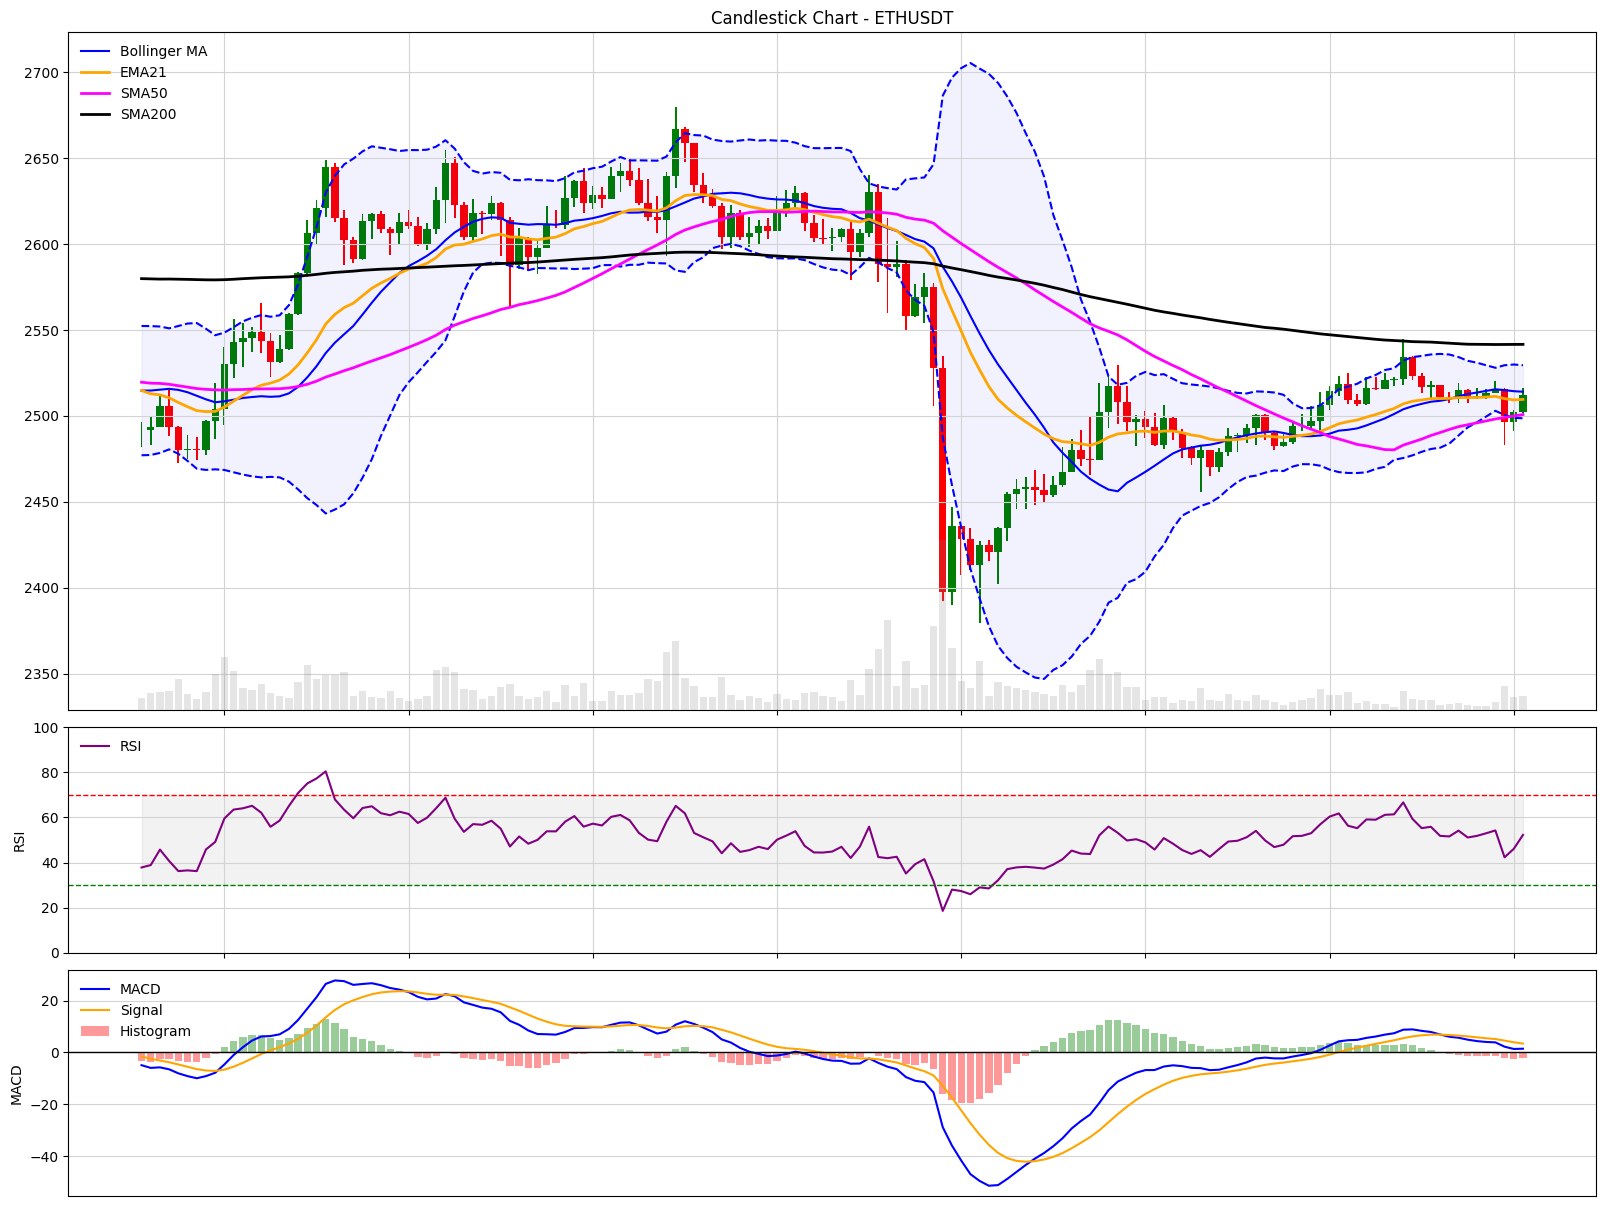 Candlestick Chart - ETHUSDT
Bollinger MA
EMA21
SMA50
SMA200
2700
2650
2600
2550
2500
2450
2400
2350
RSI
100
80
60
40
20
0
RSI
MACD
Signal
Histogram
20
0
−20
−40
MACD